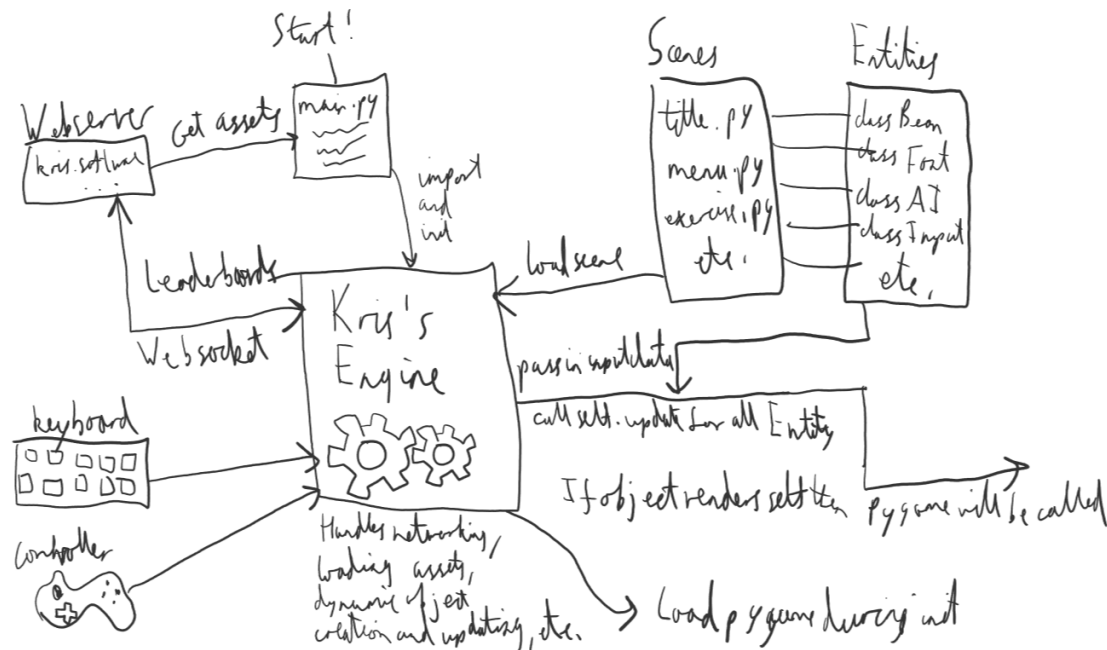 Start!
main.py
Webserver
kris.software
...
Get assets
import
and
init
Scenes
title.py
menu.py
exercise.py
etc.
Entities
class Bean
class Font
class AI
class Input
etc.
Leaderboards
Websocket
load scene
Kris's
Engine
pass in input data
call self.update for all Entity
If object renders self then
pygame will be called
keyboard
controller
Handles networking,
loading assets,
dynamic object
creation and updating, etc.
Load pygame during init